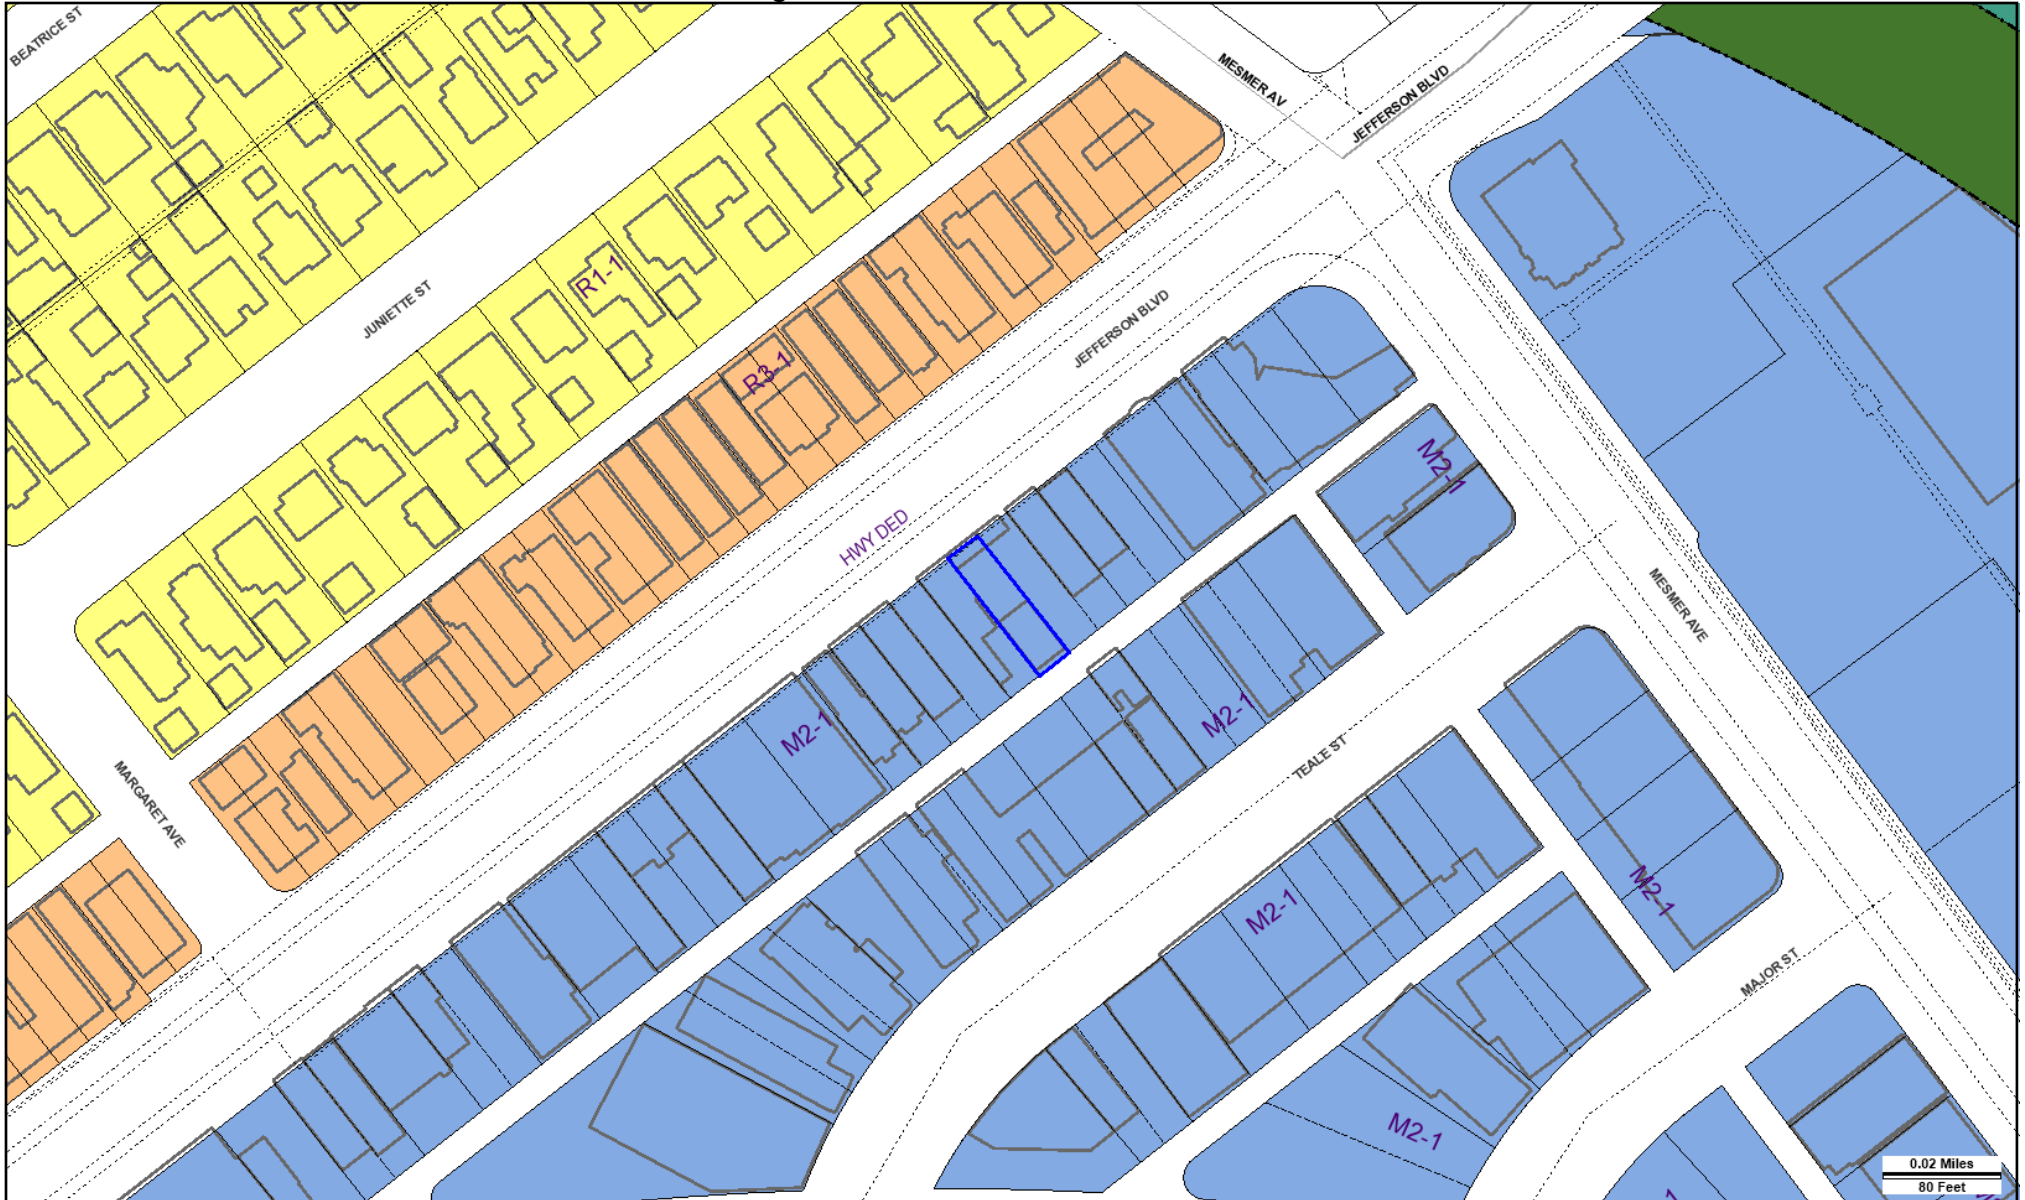 BEATRICE ST
MESMER AV
JEFFERSON BLVD
R1-1
JUNIETTE ST
JEFFERSON BLVD
R3-1
M2-1
HWY DED
MESMER AVE
M2-1
M2-1
TEALE ST
MARGARET AVE
M2-1
M2-1
MAJOR ST
M2-1
0.02 Miles
80 Feet